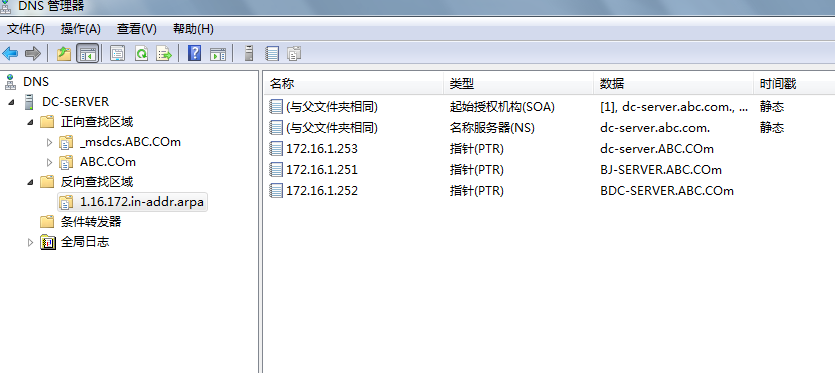 DNS 管理器
文件(F) 操作(A) 查看(V) 帮助(H)
DNS
DC-SERVER
正向查找区域
_msdcs.ABC.COm
ABC.COm
反向查找区域
1.16.172.in-addr.arpa
条件转发器
全局日志
名称 类型 数据 时间戳
(与父文件夹相同) 起始授权机构(SOA) [1], dc-server.abc.com., ... 静态
(与父文件夹相同) 名称服务器(NS) dc-server.abc.com. 静态
172.16.1.253 指针(PTR) dc-server.ABC.COm
172.16.1.251 指针(PTR) BJ-SERVER.ABC.COm
172.16.1.252 指针(PTR) BDC-SERVER.ABC.COm